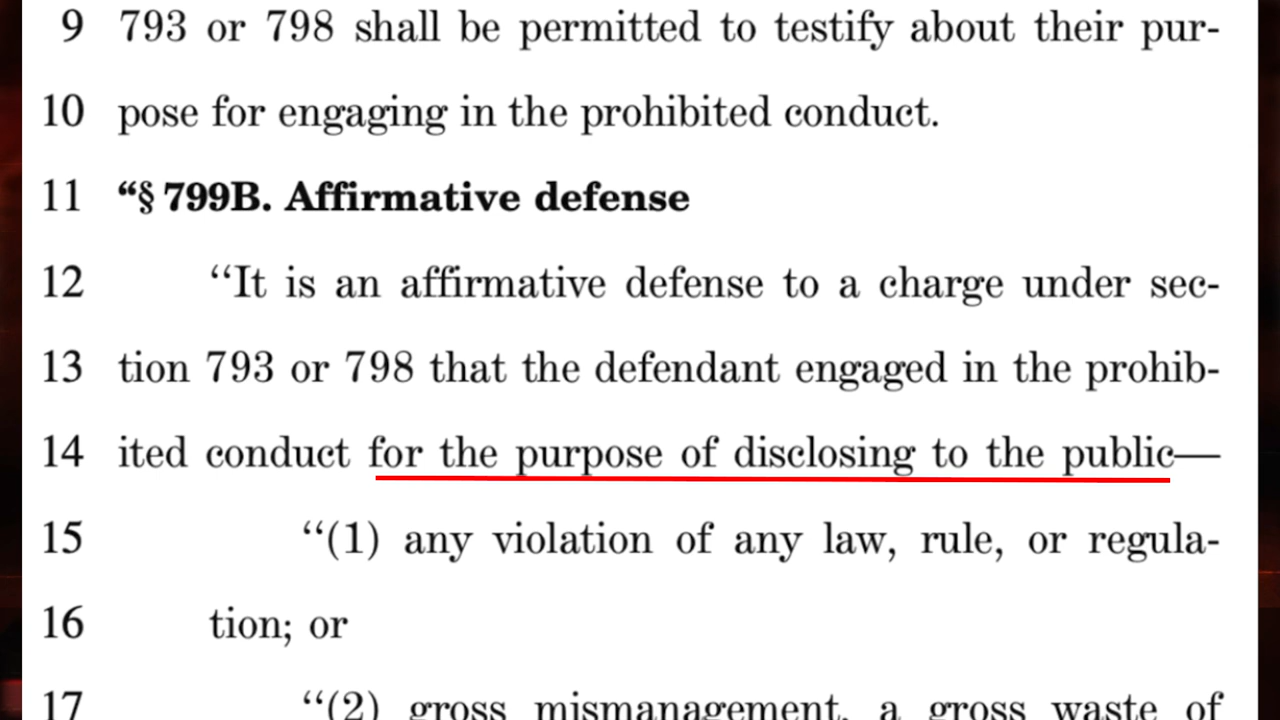 9 793 or 798 shall be permitted to testify about their pur-
10 pose for engaging in the prohibited conduct.
11 “§ 799B. Affirmative defense
12 ‘‘It is an affirmative defense to a charge under sec-
13 tion 793 or 798 that the defendant engaged in the prohib-
14 ited conduct for the purpose of disclosing to the public—
15 ‘‘(1) any violation of any law, rule, or regula-
16 tion; or
17 ‘‘(2) gross mismanagement, a gross waste of